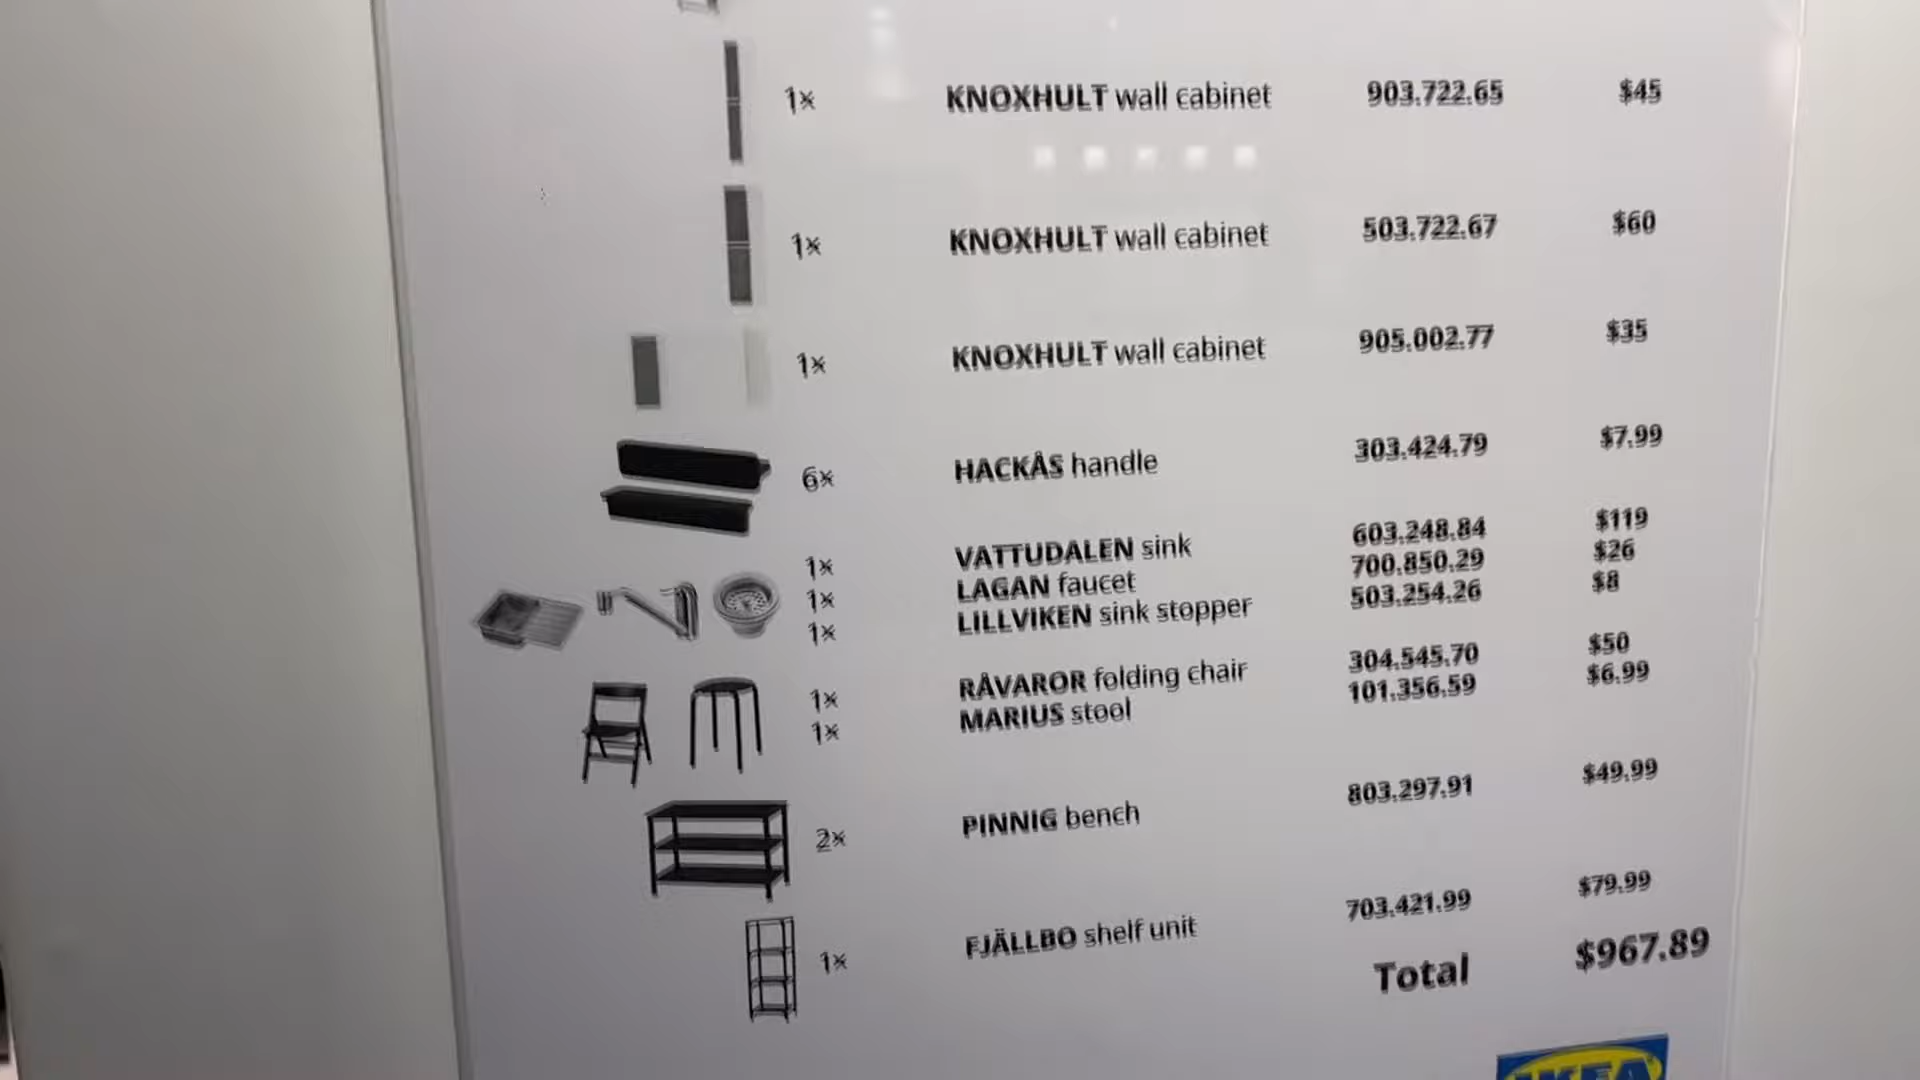 1x KNOXHULT wall cabinet 903.722.65 $45
1x KNOXHULT wall cabinet 503.722.67 $60
1x KNOXHULT wall cabinet 905.002.77 $35
6x HACKÅS handle 303.424.79 $7.99
1x VATTUDALEN sink 603.248.84 $119
1x LAGAN faucet 700.850.29 $26
1x LILLVIKEN sink stopper 503.254.26 $8
1x RÅVAROR folding chair 304.545.70 $50
1x MARIUS stool 101.356.59 $6.99
2x PINNIG bench 803.297.91 $49.99
1x FJÄLLBO shelf unit 703.421.99 $79.99
Total $967.89
IKEA